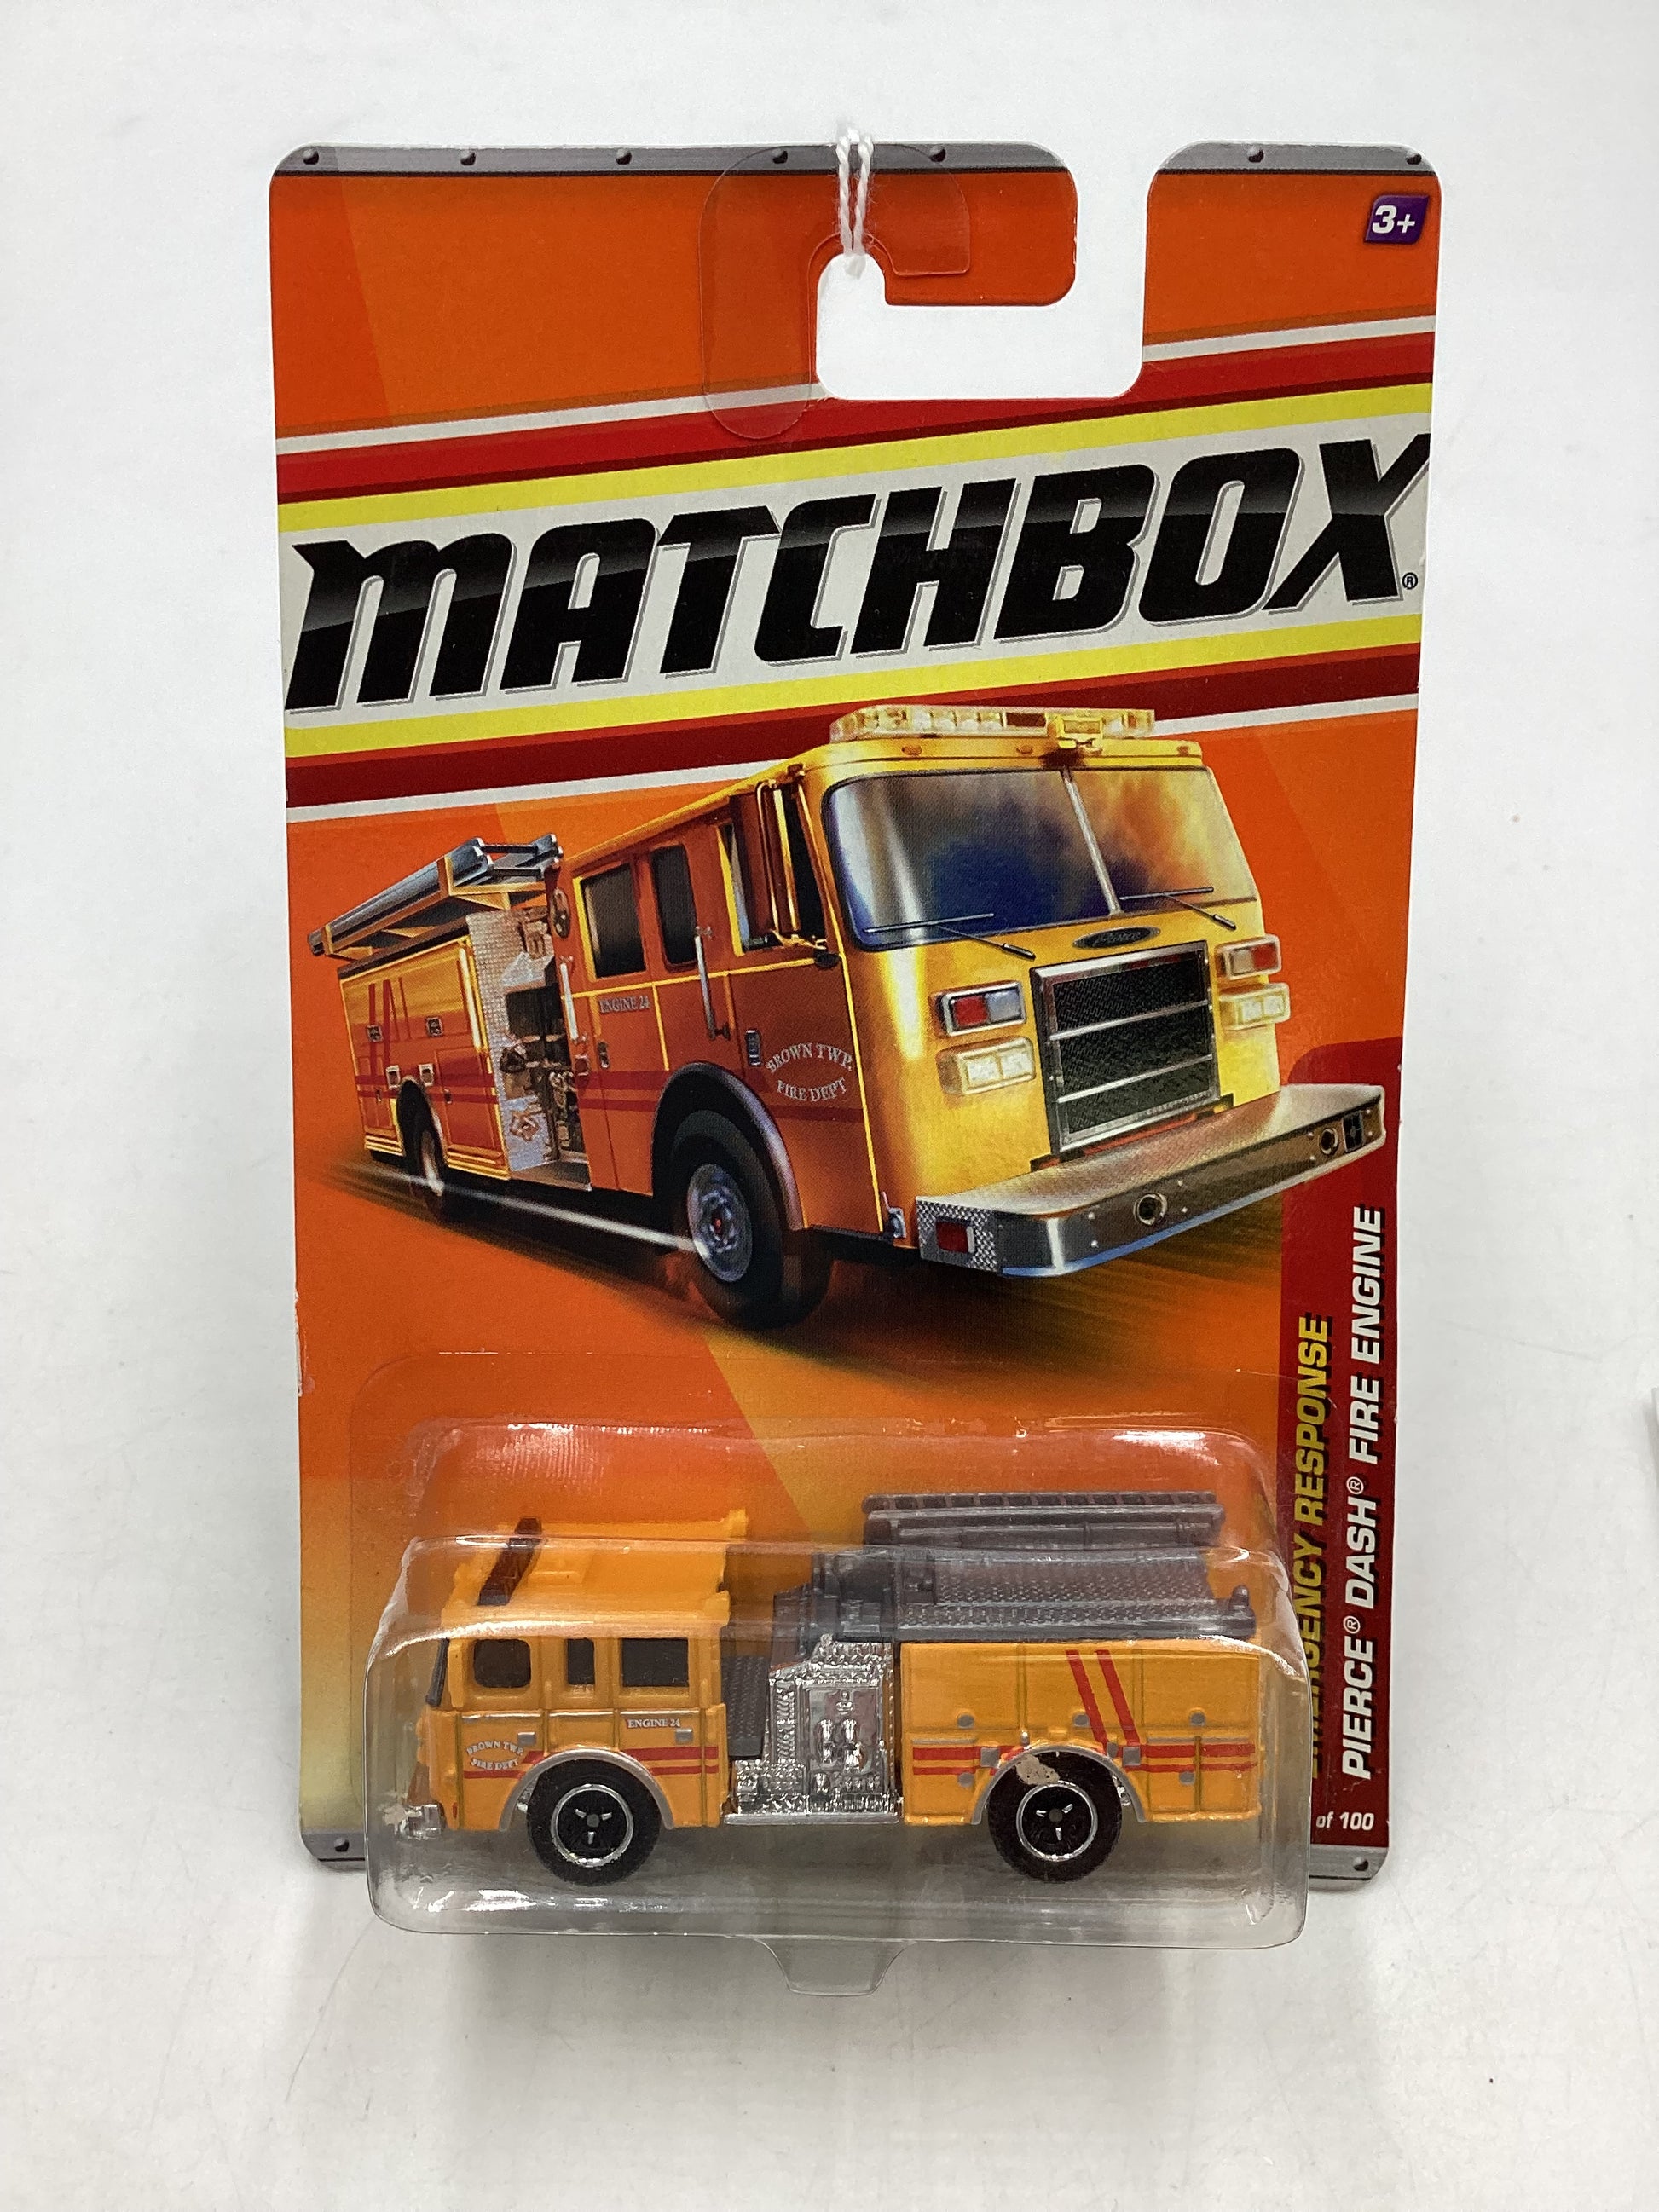 3+
MATCHBOX®
Pierce
ENGINE 24
BROWN TWP.
FIRE DEPT
EMERGENCY RESPONSE
PIERCE® DASH® FIRE ENGINE
of 100
ENGINE 24
BROWN TWP.
FIRE DEPT